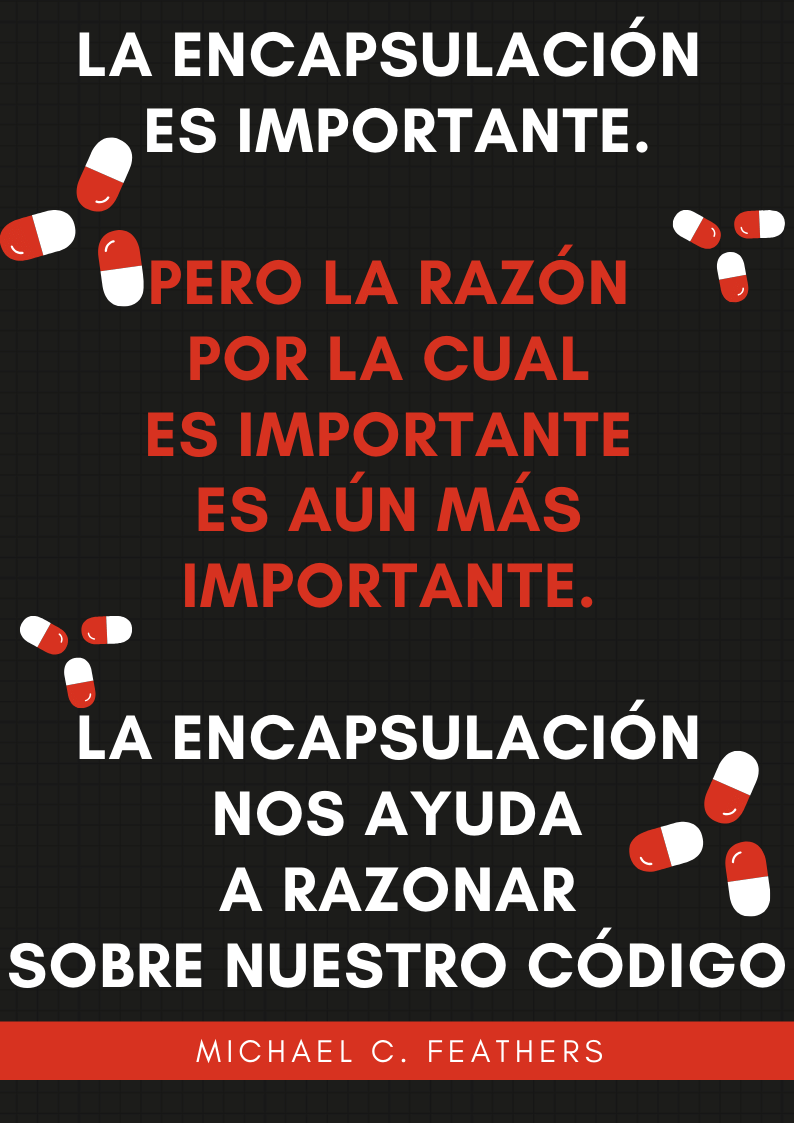 LA ENCAPSULACIÓN
ES IMPORTANTE.
PERO LA RAZÓN
POR LA CUAL
ES IMPORTANTE
ES AÚN MÁS
IMPORTANTE.
LA ENCAPSULACIÓN
NOS AYUDA
A RAZONAR
SOBRE NUESTRO CÓDIGO
MICHAEL C. FEATHERS